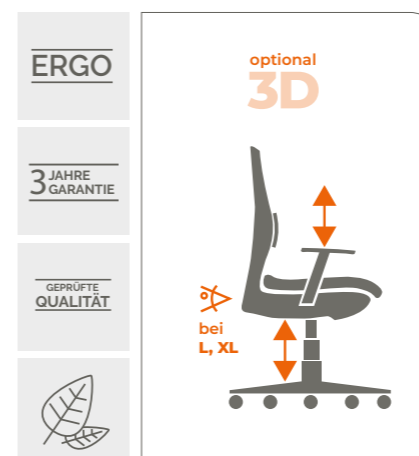 ERGO
3 JAHRE
GARANTIE
GEPRÜFTE
QUALITÄT
optional
3D
bei
L, XL